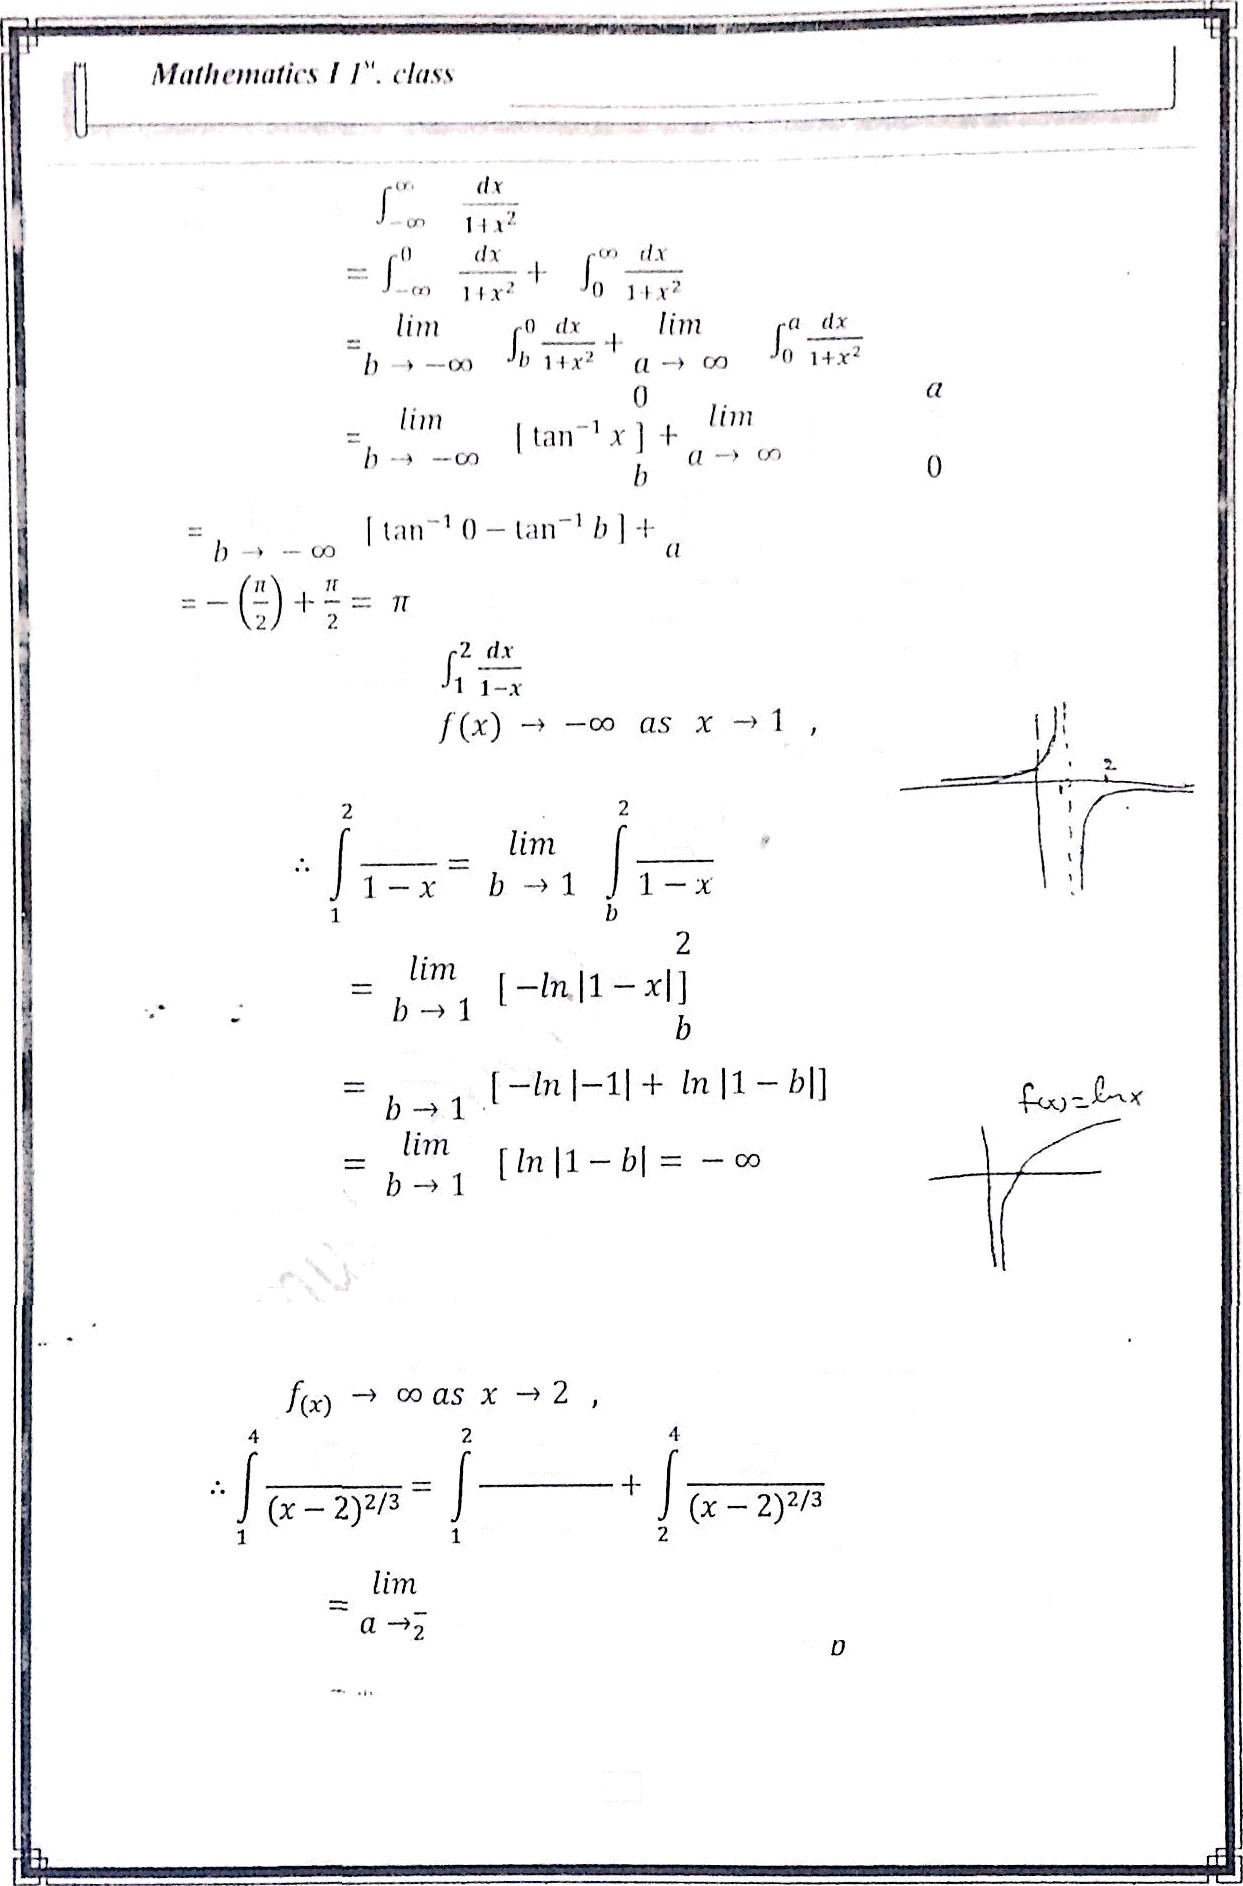 Mathematics I 1st. class
∫_{-∞}^{∞} dx/(1+x²)
= ∫_{-∞}^{0} dx/(1+x²) + ∫_{0}^{∞} dx/(1+x²)
= lim_{b → -∞} ∫_{b}^{0} dx/(1+x²) + lim_{a → ∞} ∫_{0}^{a} dx/(1+x²)
= lim_{b → -∞} [ tan⁻¹ x ]_{b}^{0} + lim_{a → ∞} _{0}^{a}
= _{b → -∞} [ tan⁻¹ 0 − tan⁻¹ b ] + _{a}
= −(π/2) + π/2 = π
∫_{1}^{2} dx/(1−x)
f(x) → −∞ as x → 1 ,
1 2
∴ ∫_{1}^{2} /(1 − x) = lim_{b → 1} ∫_{b}^{2} /(1 − x)
= lim_{b → 1} [ −ln |1 − x| ]_{b}^{2}
= _{b → 1} [ −ln |−1| + ln |1 − b| ]
f(x)=lnx
= lim_{b → 1} [ ln |1 − b| = − ∞
f(x) → ∞ as x → 2 ,
∴ ∫_{1}^{4} /(x − 2)^{2/3} = ∫_{1}^{2} + ∫_{2}^{4} /(x − 2)^{2/3}
= lim_{a → 2⁻}